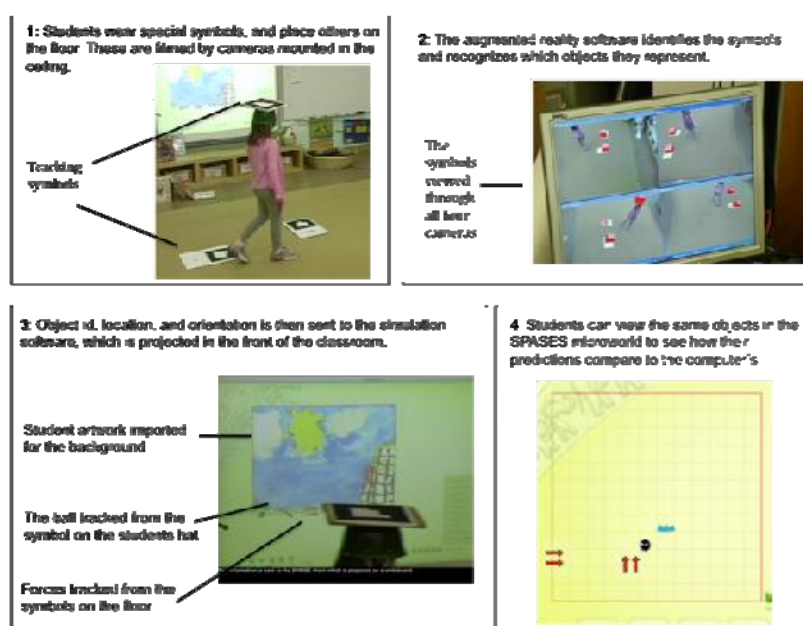 1: Students wear special symbols, and place others on
the floor. These are filmed by cameras mounted in the
ceiling.
Tracking
symbols
2: The augmented reality software identifies the symbols
and recognizes which objects they represent.
The
symbols
viewed
through
all four
cameras
3: Object id, location, and orientation is then sent to the simulation
software, which is projected in the front of the classroom.
Student artwork imported
for the background
The ball tracked from the
symbol on the students hat
Forces tracked from the
symbols on the floor
4 Students can view the same objects in the
SPASES microworld to see how their
predictions compare to the computer's